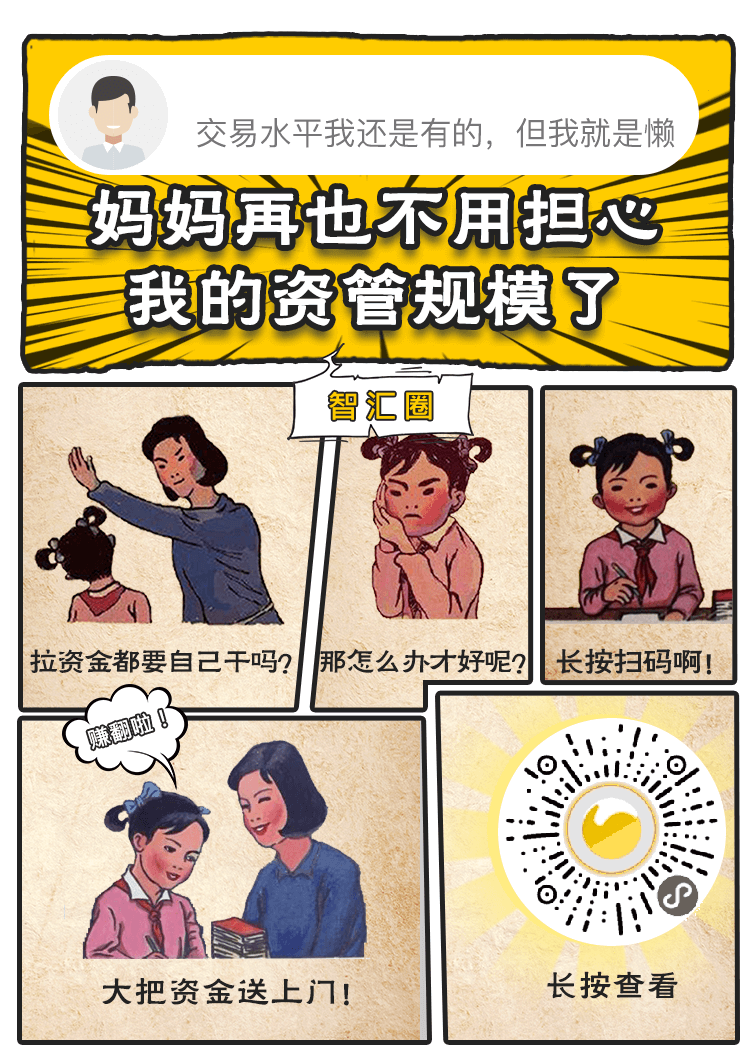 交易水平我还是有的，但我就是懒
妈妈再也不用担心
我的资管规模了
智汇圈
拉资金都要自己干吗？
那怎么办才好呢？
长按扫码啊！
赚翻啦！
大把资金送上门！
长按查看